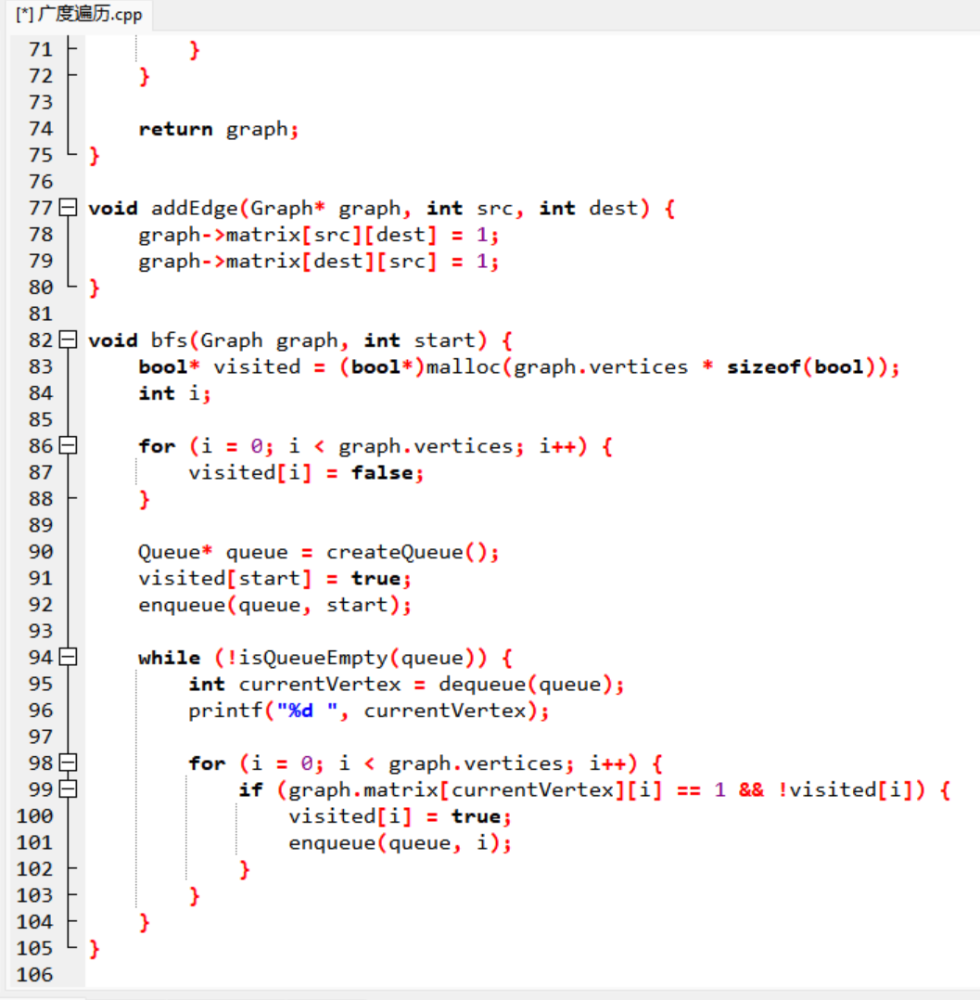 [*] 广度遍历.cpp
71 }
72 }
73
74 return graph;
75 }
76
77 void addEdge(Graph* graph, int src, int dest) {
78 graph->matrix[src][dest] = 1;
79 graph->matrix[dest][src] = 1;
80 }
81
82 void bfs(Graph graph, int start) {
83 bool* visited = (bool*)malloc(graph.vertices * sizeof(bool));
84 int i;
85
86 for (i = 0; i < graph.vertices; i++) {
87 visited[i] = false;
88 }
89
90 Queue* queue = createQueue();
91 visited[start] = true;
92 enqueue(queue, start);
93
94 while (!isQueueEmpty(queue)) {
95 int currentVertex = dequeue(queue);
96 printf("%d ", currentVertex);
97
98 for (i = 0; i < graph.vertices; i++) {
99 if (graph.matrix[currentVertex][i] == 1 && !visited[i]) {
100 visited[i] = true;
101 enqueue(queue, i);
102 }
103 }
104 }
105 }
106